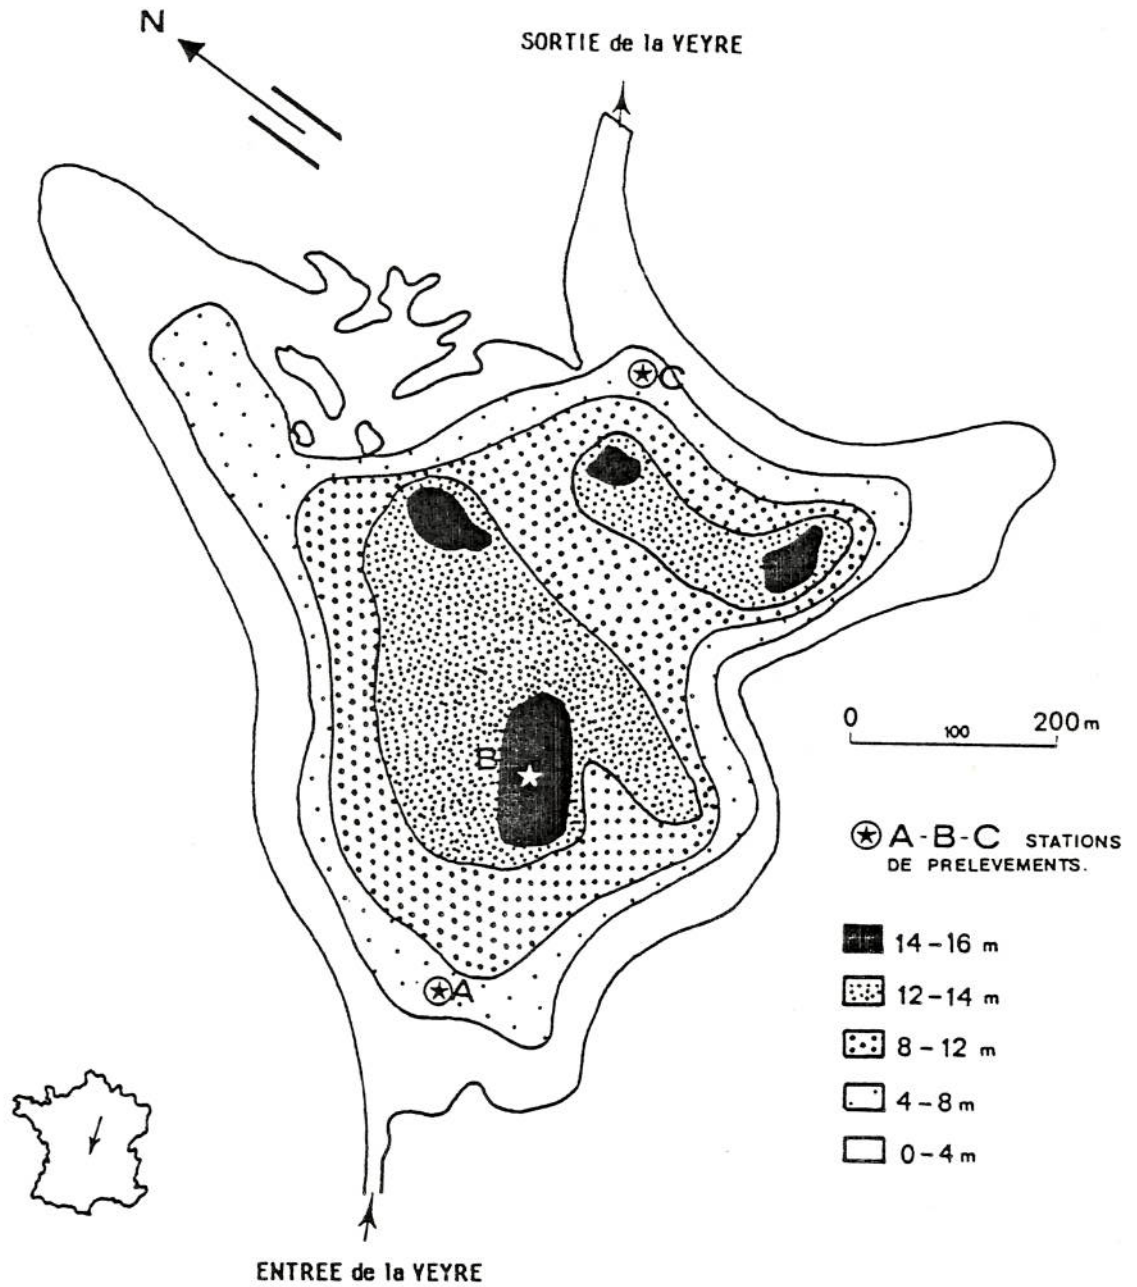 N
SORTIE de la VEYRE
C
B
A
0 100 200 m
A-B-C STATIONS
DE PRELEVEMENTS.
14-16 m
12-14 m
8-12 m
4-8 m
0-4 m
ENTREE de la VEYRE